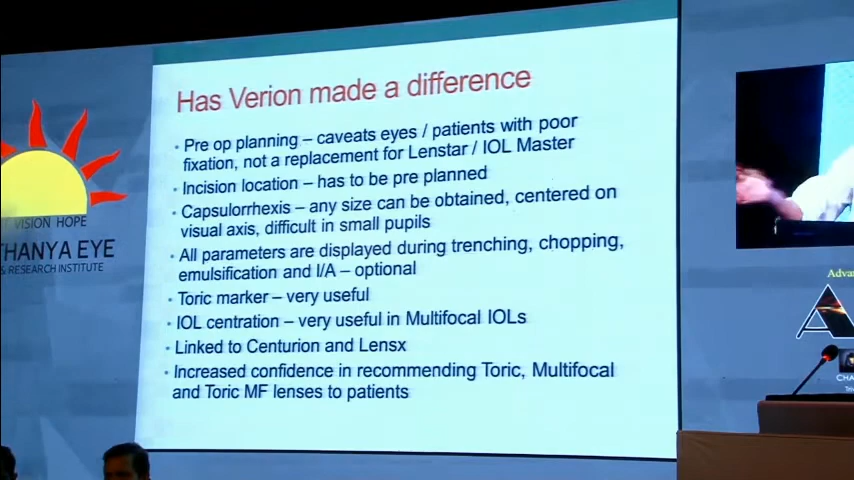 Has Verion made a difference
• Pre op planning – caveats eyes / patients with poor
fixation, not a replacement for Lenstar / IOL Master
• Incision location – has to be pre planned
• Capsulorrhexis – any size can be obtained, centered on
visual axis, difficult in small pupils
• All parameters are displayed during trenching, chopping,
emulsification and I/A – optional
• Toric marker – very useful
• IOL centration – very useful in Multifocal IOLs
• Linked to Centurion and Lensx
• Increased confidence in recommending Toric, Multifocal
and Toric MF lenses to patients
VISION HOPE
THANYA EYE
& RESEARCH INSTITUTE
Adva
A
CHA